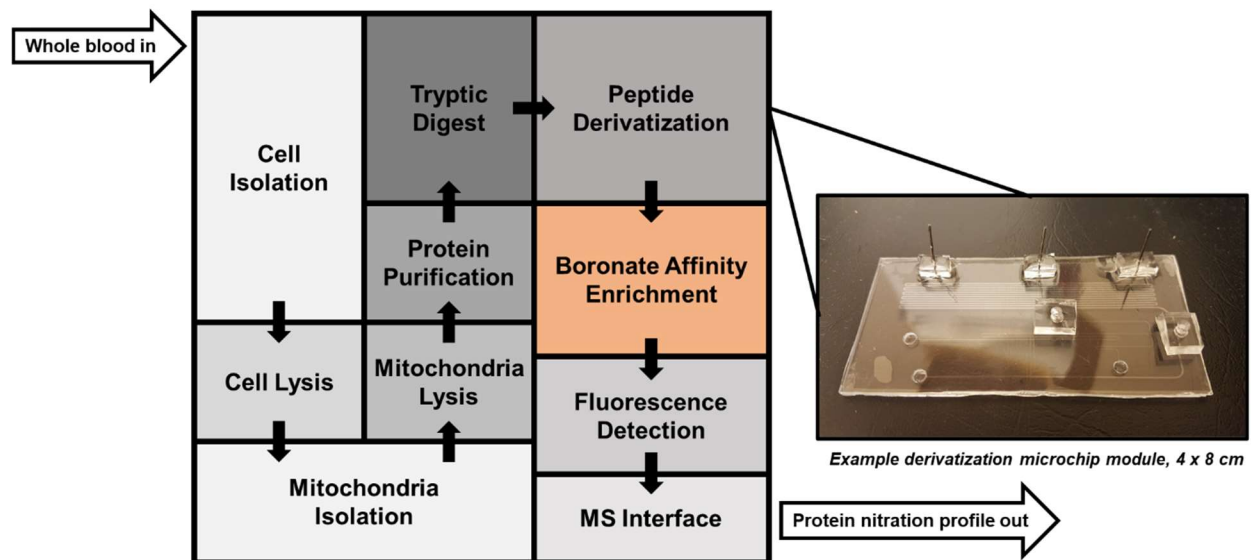 Whole blood in
Cell
Isolation
Cell Lysis
Mitochondria
Isolation
Mitochondria
Lysis
Protein
Purification
Tryptic
Digest
Peptide
Derivatization
Boronate Affinity
Enrichment
Fluorescence
Detection
MS Interface
Example derivatization microchip module, 4 x 8 cm
Protein nitration profile out